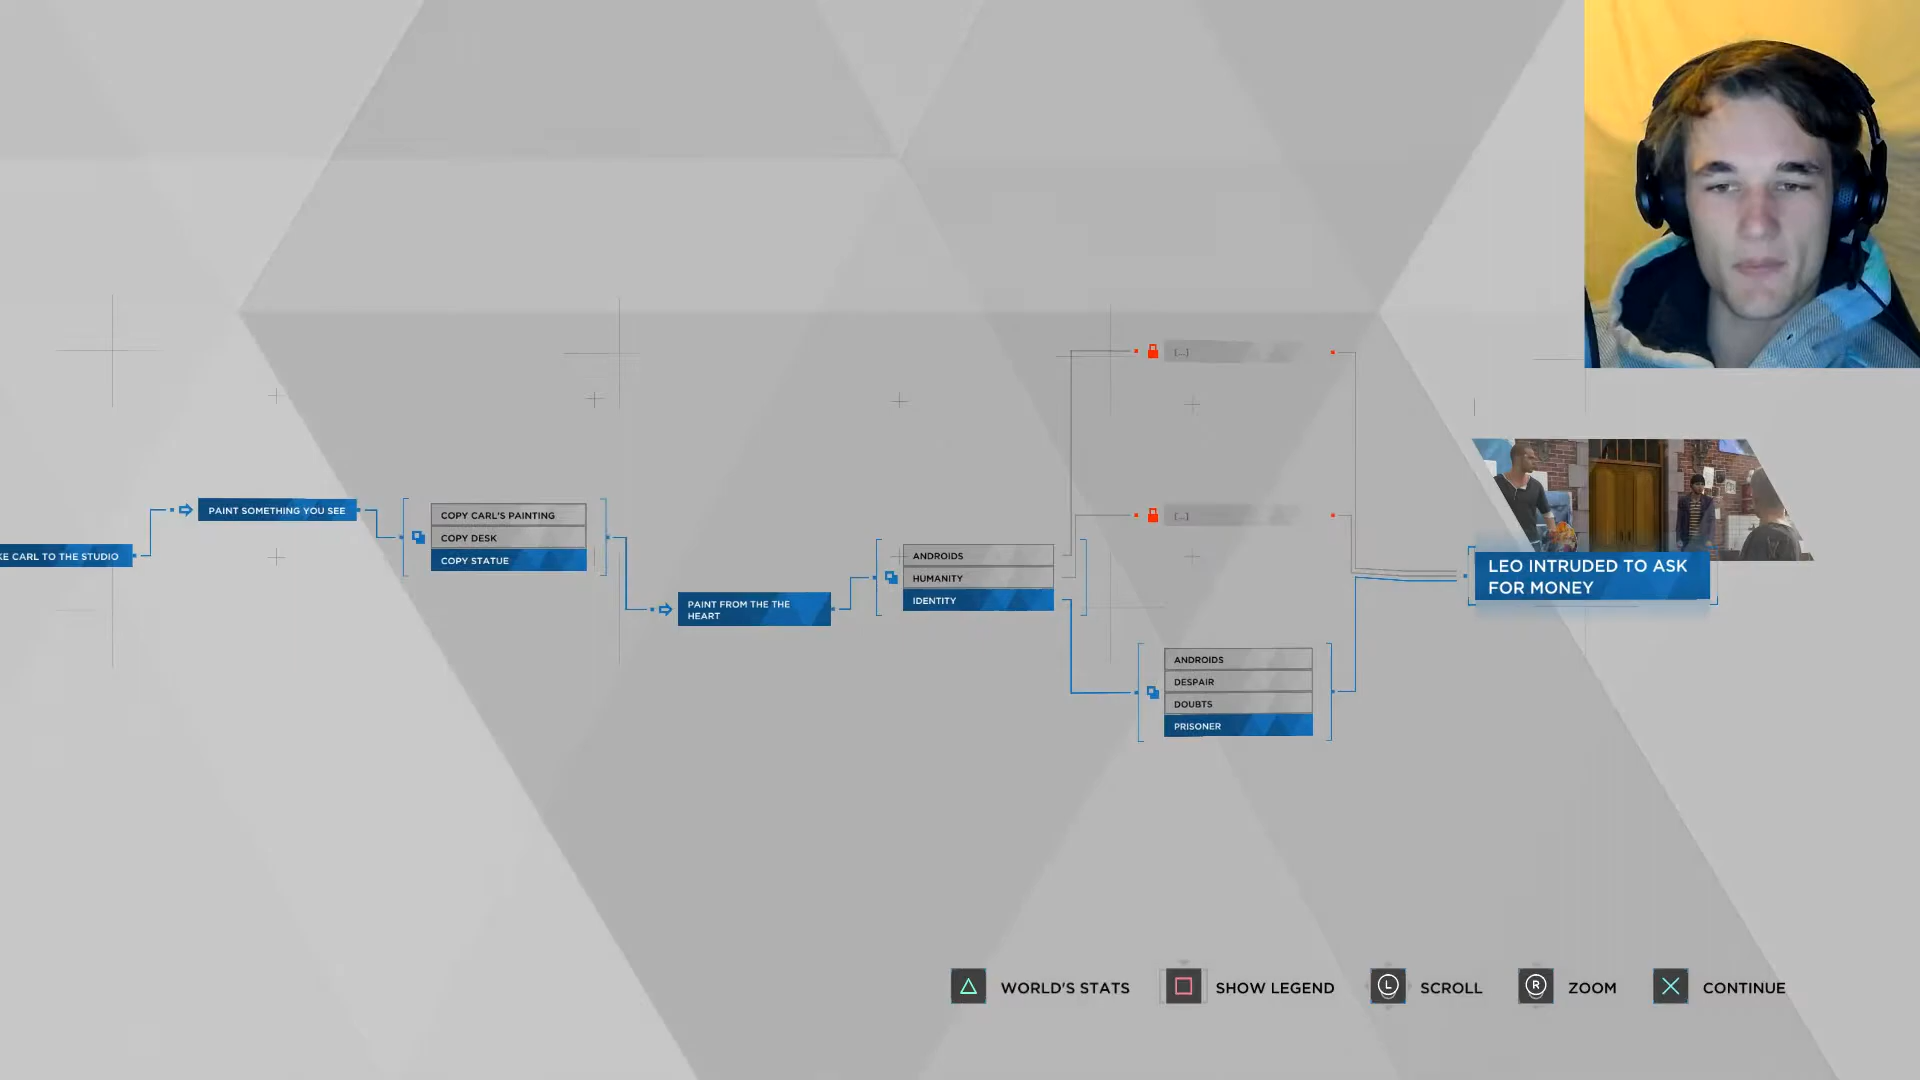 KE CARL TO THE STUDIO
PAINT SOMETHING YOU SEE
COPY CARL'S PAINTING
COPY DESK
COPY STATUE
PAINT FROM THE THE
HEART
ANDROIDS
HUMANITY
IDENTITY
[...]
[...]
ANDROIDS
DESPAIR
DOUBTS
PRISONER
LEO INTRUDED TO ASK
FOR MONEY
WORLD'S STATS
SHOW LEGEND
L
SCROLL
R
ZOOM
CONTINUE